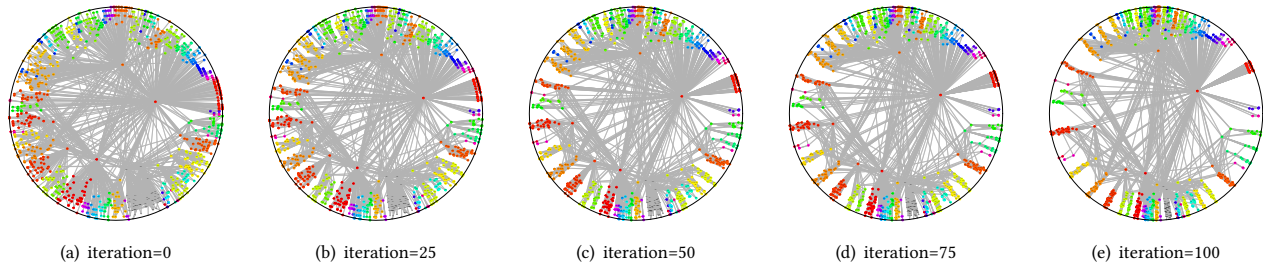 (a) iteration=0
(b) iteration=25
(c) iteration=50
(d) iteration=75
(e) iteration=100